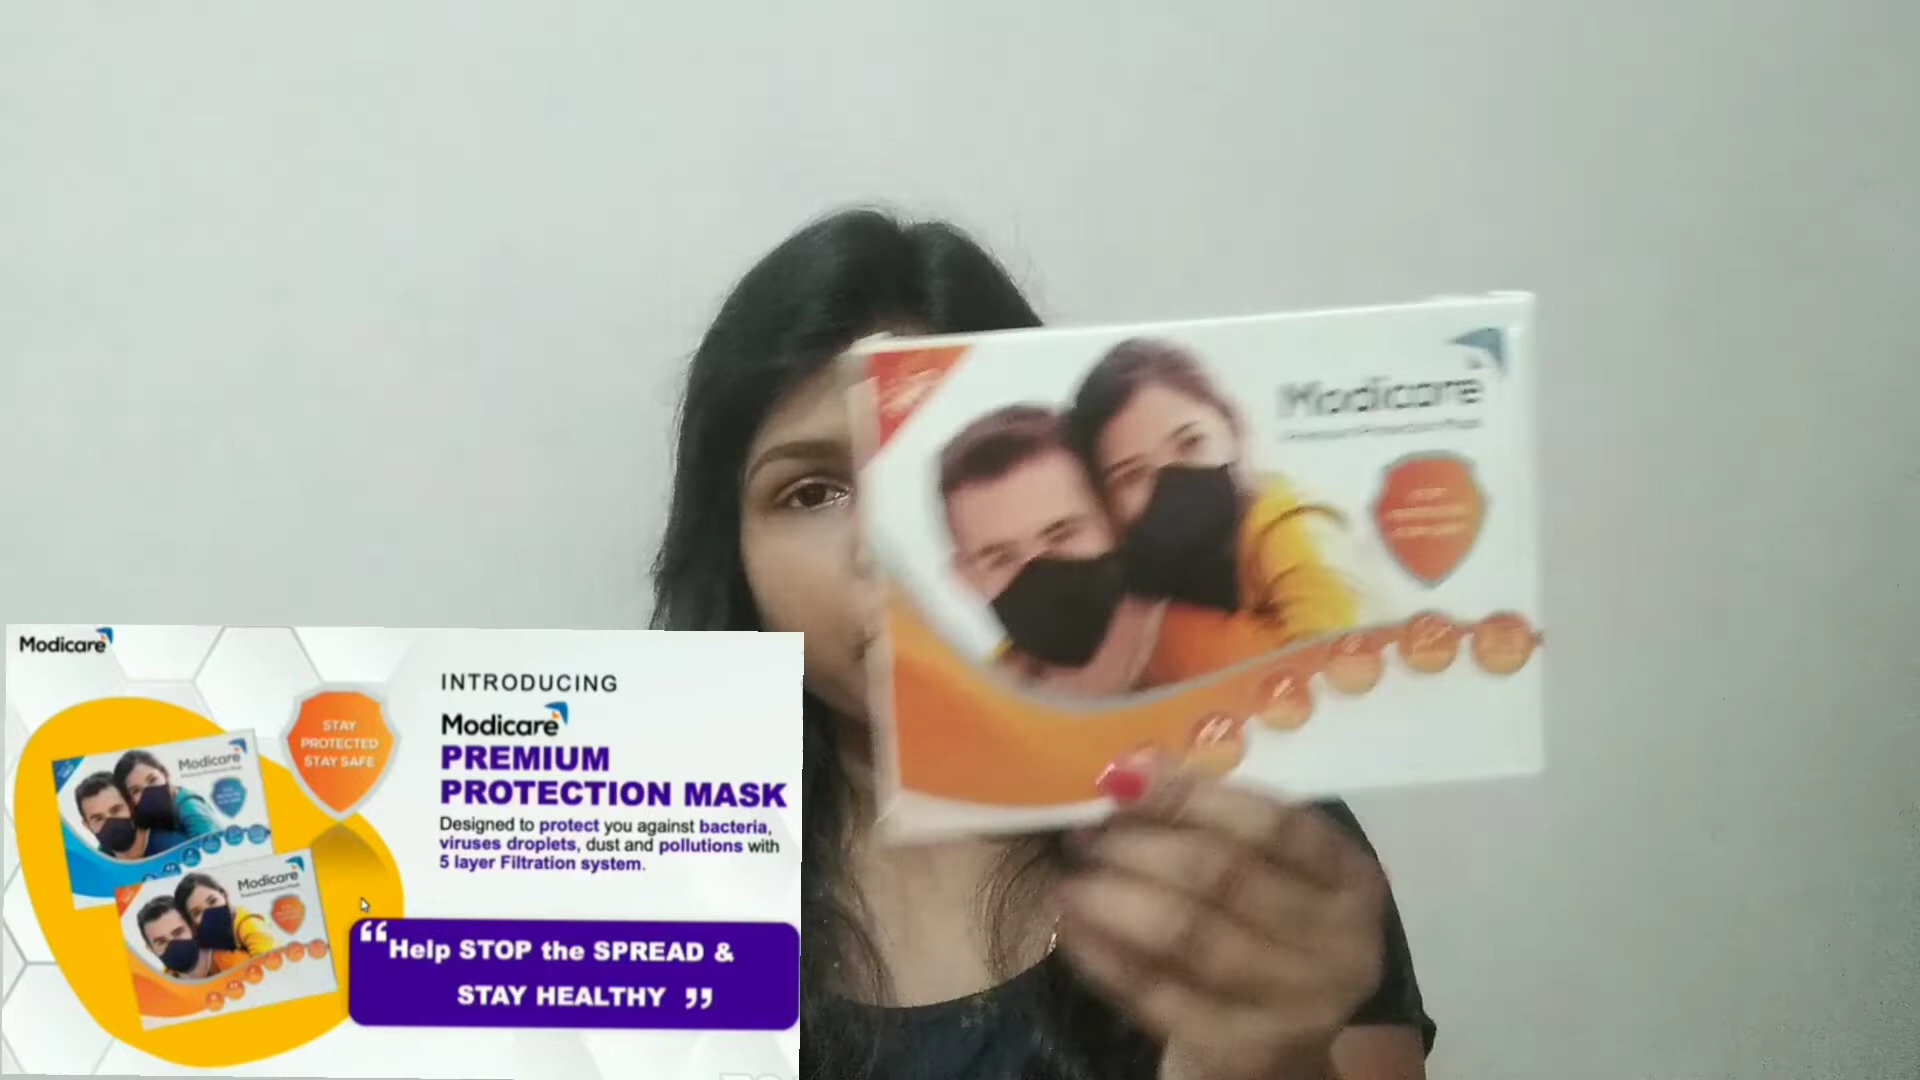 Modicare
Modicare
STAY
PROTECTED
STAY SAFE
Modicare
Modicare
INTRODUCING
Modicare
PREMIUM
PROTECTION MASK
Designed to protect you against bacteria,
viruses droplets, dust and pollutions with
5 layer Filtration system.
“Help STOP the SPREAD &
STAY HEALTHY ”